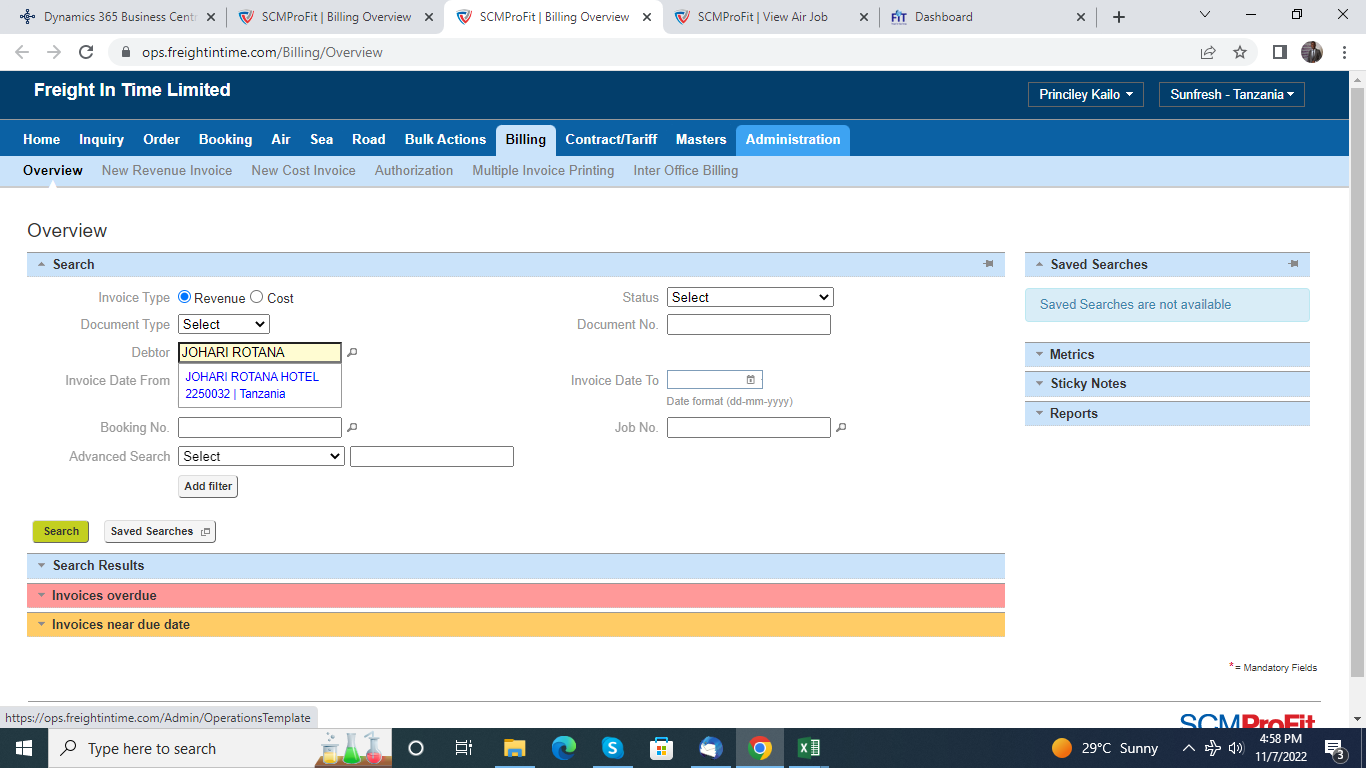 Dynamics 365 Business Cent
SCMProFit | Billing Overview
SCMProFit | Billing Overview
SCMProFit | View Air Job
FiT Dashboard
ops.freightintime.com/Billing/Overview
Freight In Time Limited
Princiley Kailo
Sunfresh - Tanzania
Home Inquiry Order Booking Air Sea Road Bulk Actions Billing Contract/Tariff Masters Administration
Overview New Revenue Invoice New Cost Invoice Authorization Multiple Invoice Printing Inter Office Billing
Overview
Search
Saved Searches
Invoice Type Revenue Cost
Status Select
Saved Searches are not available
Document Type Select
Document No.
Debtor JOHARI ROTANA
Metrics
JOHARI ROTANA HOTEL
2250032 | Tanzania
Invoice Date From
Invoice Date To
Date format (dd-mm-yyyy)
Sticky Notes
Reports
Booking No.
Job No.
Advanced Search Select
Add filter
Search Saved Searches
Search Results
Invoices overdue
Invoices near due date
* = Mandatory Fields
https://ops.freightintime.com/Admin/OperationsTemplate
SCMProFit
Type here to search
29°C Sunny
4:58 PM
11/7/2022
3